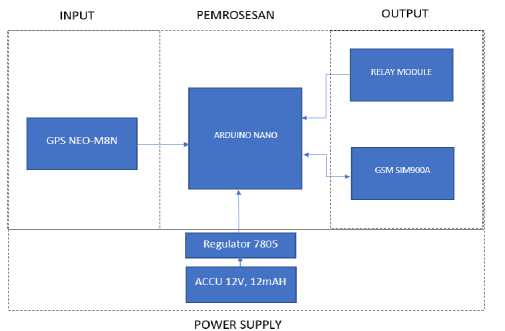 INPUT
PEMROSESAN
OUTPUT
RELAY MODULE
GPS NEO-M8N
ARDUINO NANO
GSM SIM900A
Regulator 7805
ACCU 12V, 12mAH
POWER SUPPLY